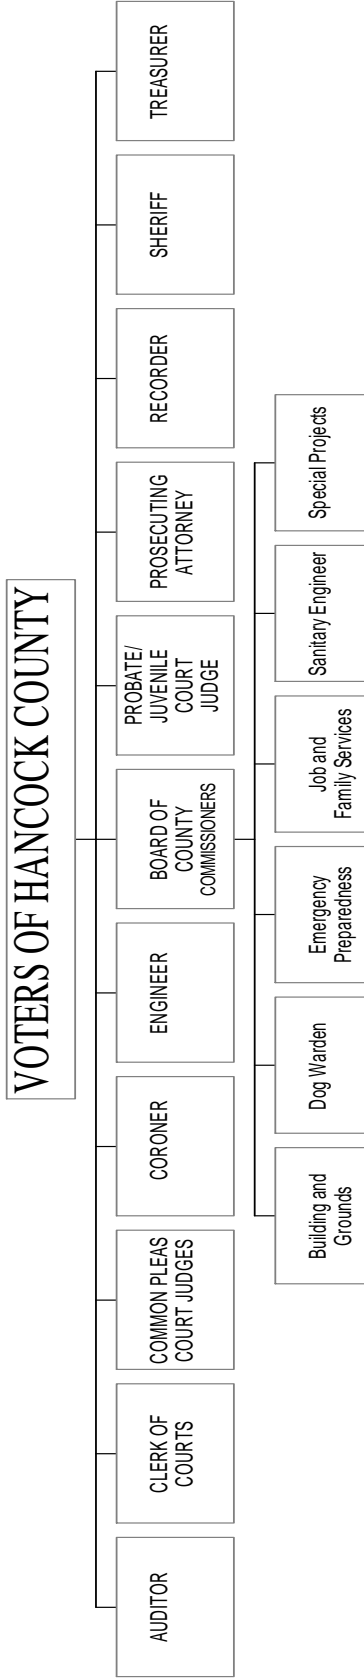 VOTERS OF HANCOCK COUNTY
AUDITOR
CLERK OF
COURTS
COMMON PLEAS
COURT JUDGES
CORONER
ENGINEER
BOARD OF
COUNTY
COMMISSIONERS
PROBATE/
JUVENILE
COURT
JUDGE
PROSECUTING
ATTORNEY
RECORDER
SHERIFF
TREASURER
Building and
Grounds
Dog Warden
Emergency
Preparedness
Job and
Family Services
Sanitary Engineer
Special Projects